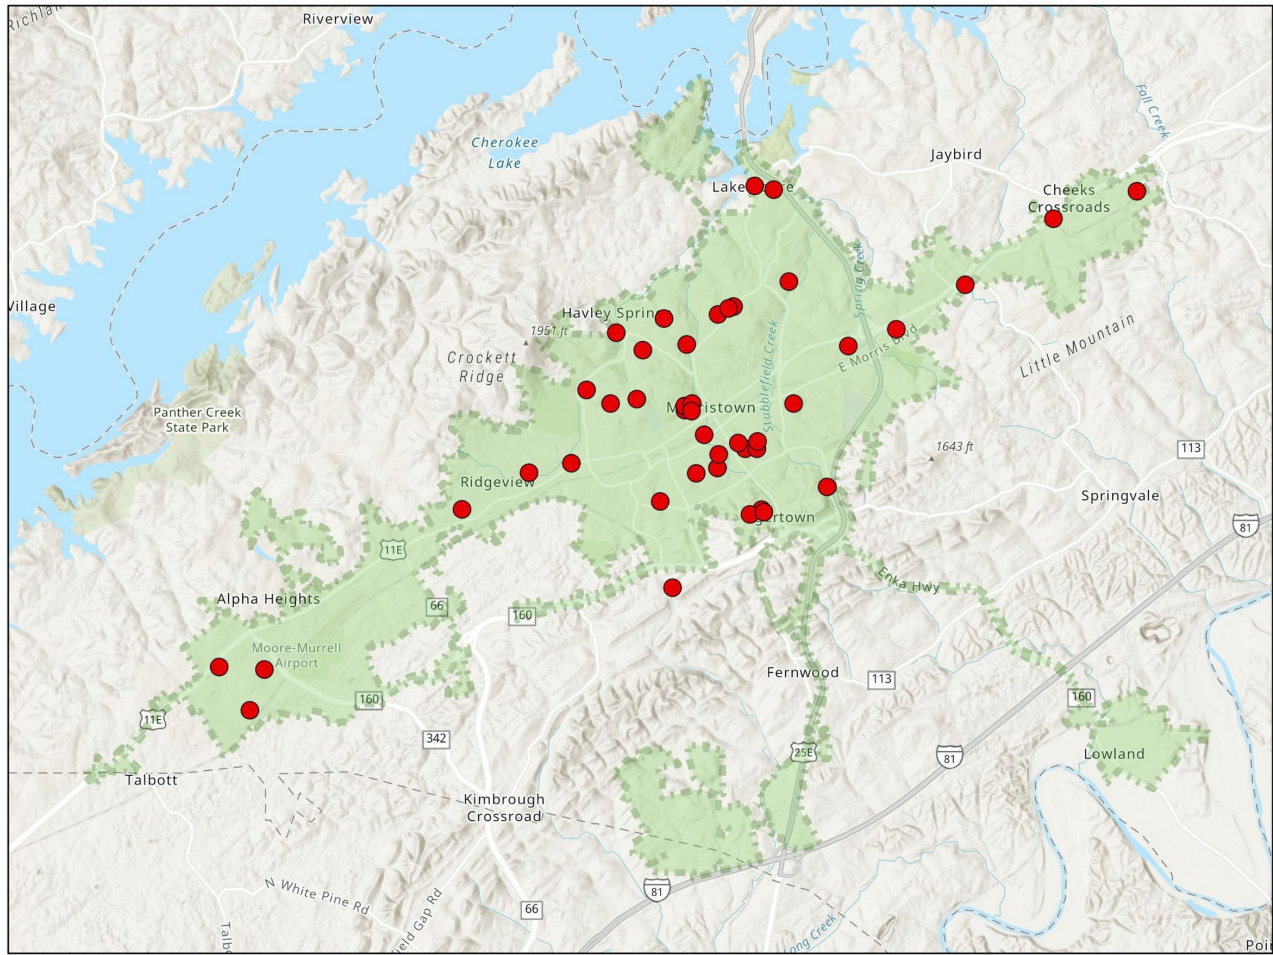 Riverview
Fall Creek
Cherokee
Lake
Jaybird
Cheeks
Crossroads
Spring Creek
Village
1951 ft
Little Mountain
E Morris Blvd
Crockett
Ridge
Stubblefield Creek
Panther Creek
State Park
1643 ft
113
Ridgeview
Springvale
81
11E
Enka Hwy
Alpha Heights
66
160
Moore-Murrell
Airport
Fernwood
113
160
160
11E
342
25E
81
Lowland
Talbott
Kimbrough
Crossroad
N White Pine Rd
81
66
Long Creek